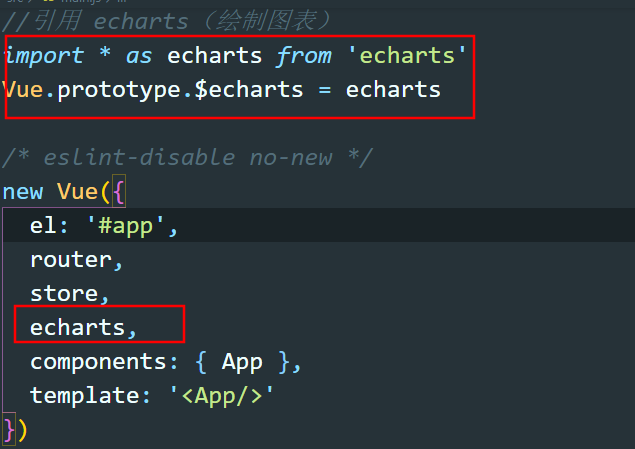 //引用 echarts（绘制图表）
import * as echarts from 'echarts'
Vue.prototype.$echarts = echarts
/* eslint-disable no-new */
new Vue({
  el: '#app',
  router,
  store,
  echarts,
  components: { App },
  template: '<App/>'
})